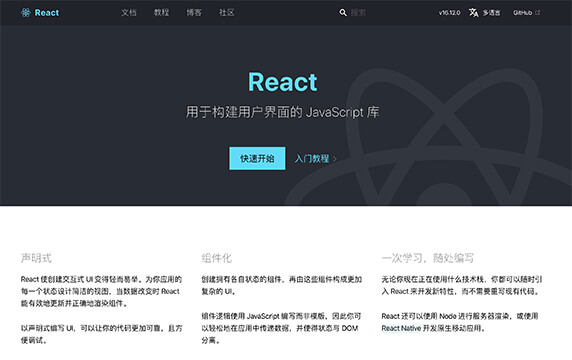 React 文档 教程 博客 社区 搜索 v16.12.0 多语言 GitHub
React
用于构建用户界面的 JavaScript 库
快速开始 入门教程
声明式
React 使创建交互式 UI 变得轻而易举。为你应用的
每一个状态设计简洁的视图，当数据改变时 React
能有效地更新并正确地渲染组件。
以声明式编写 UI，可以让你的代码更加可靠，且方
便调试。
组件化
创建拥有各自状态的组件，再由这些组件构成更加
复杂的 UI。
组件逻辑使用 JavaScript 编写而非模版，因此你可
以轻松地在应用中传递数据，并使得状态与 DOM
分离。
一次学习，随处编写
无论你现在正在使用什么技术栈，你都可以随时引
入 React 来开发新特性，而不需要重写现有代码。
React 还可以使用 Node 进行服务器渲染，或使用
React Native 开发原生移动应用。